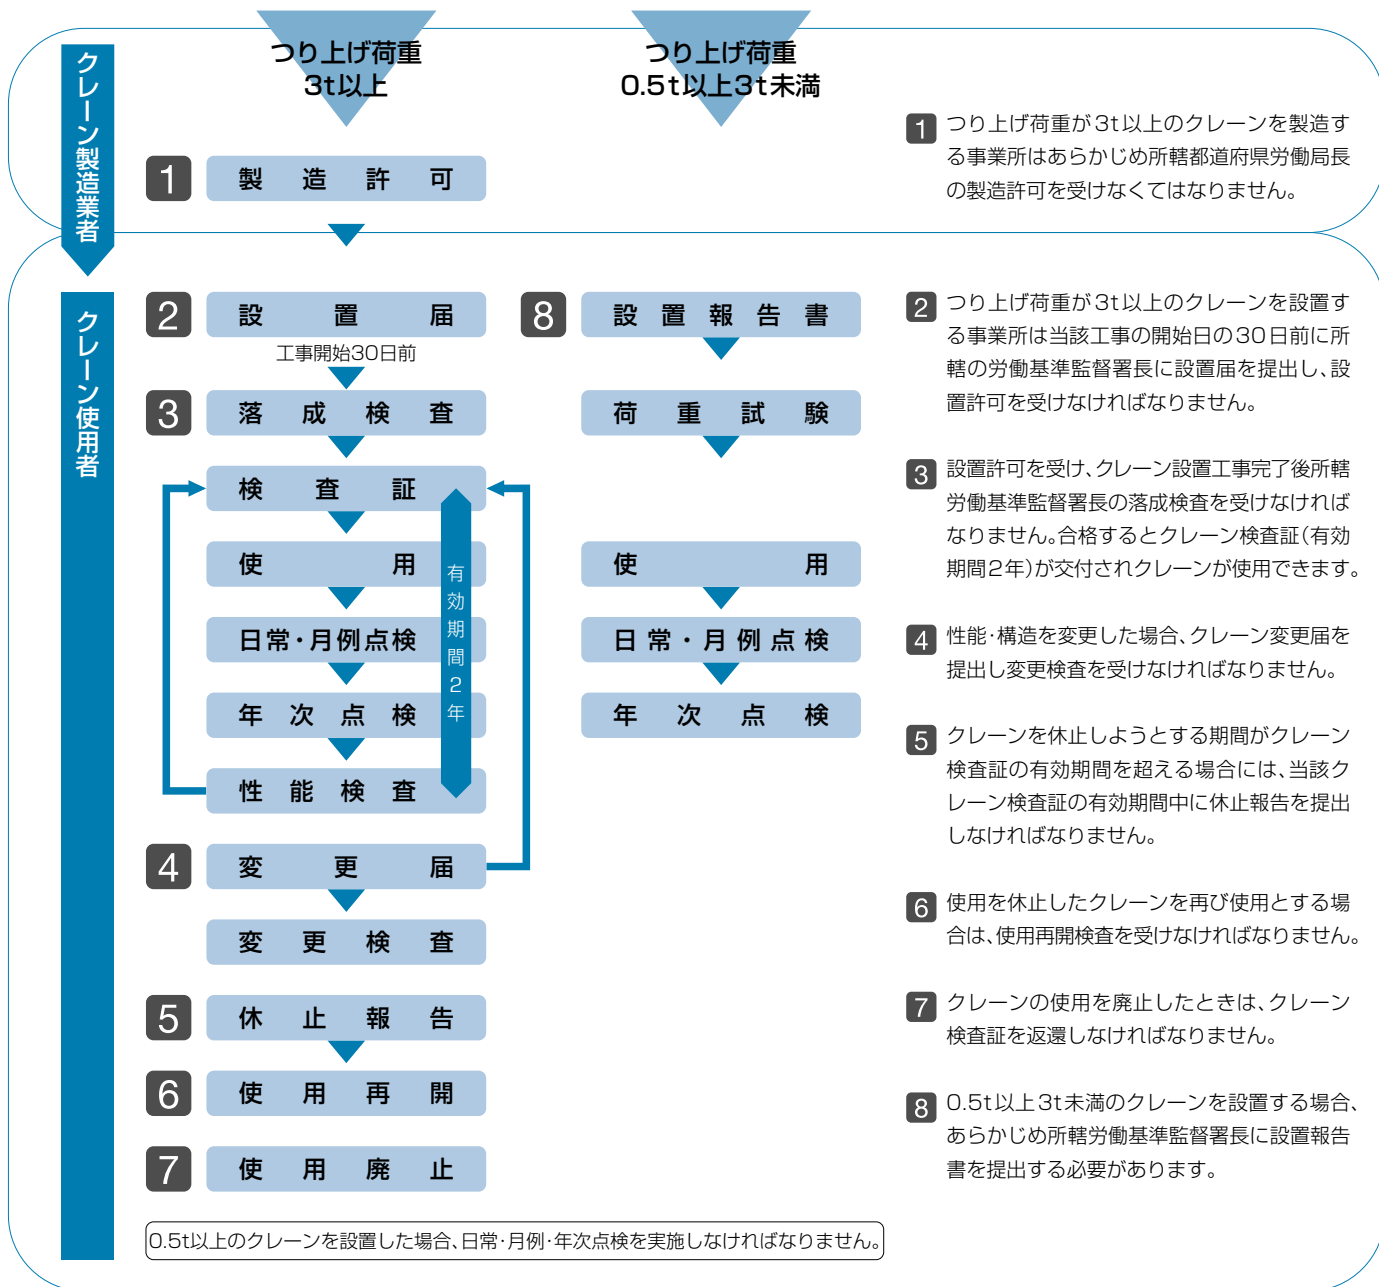 クレーン製造業者
つり上げ荷重
3t以上
つり上げ荷重
0.5t以上3t未満
1 製造許可
1 つり上げ荷重が3t以上のクレーンを製造す
る事業所はあらかじめ所轄都道府県労働局長
の製造許可を受けなくてはなりません。
クレーン使用者
2 設置届
工事開始30日前
3 落成検査
検査証
使用
日常・月例点検
年次点検
性能検査
有効期間2年
4 変更届
変更検査
5 休止報告
6 使用再開
7 使用廃止
8 設置報告書
荷重試験
使用
日常・月例点検
年次点検
2 つり上げ荷重が3t以上のクレーンを設置す
る事業所は当該工事の開始日の30日前に所
轄の労働基準監督署長に設置届を提出し、設
置許可を受けなければなりません。
3 設置許可を受け、クレーン設置工事完了後所轄
労働基準監督署長の落成検査を受けなければ
なりません。合格するとクレーン検査証(有効
期間2年)が交付されクレーンが使用できます。
4 性能・構造を変更した場合、クレーン変更届を
提出し変更検査を受けなければなりません。
5 クレーンを休止しようとする期間がクレーン
検査証の有効期間を超える場合には、当該ク
レーン検査証の有効期間中に休止報告を提出
しなければなりません。
6 使用を休止したクレーンを再び使用とする場
合は、使用再開検査を受けなければなりません。
7 クレーンの使用を廃止したときは、クレーン
検査証を返還しなければなりません。
8 0.5t以上3t未満のクレーンを設置する場合、
あらかじめ所轄労働基準監督署長に設置報告
書を提出する必要があります。
0.5t以上のクレーンを設置した場合、日常・月例・年次点検を実施しなければなりません。